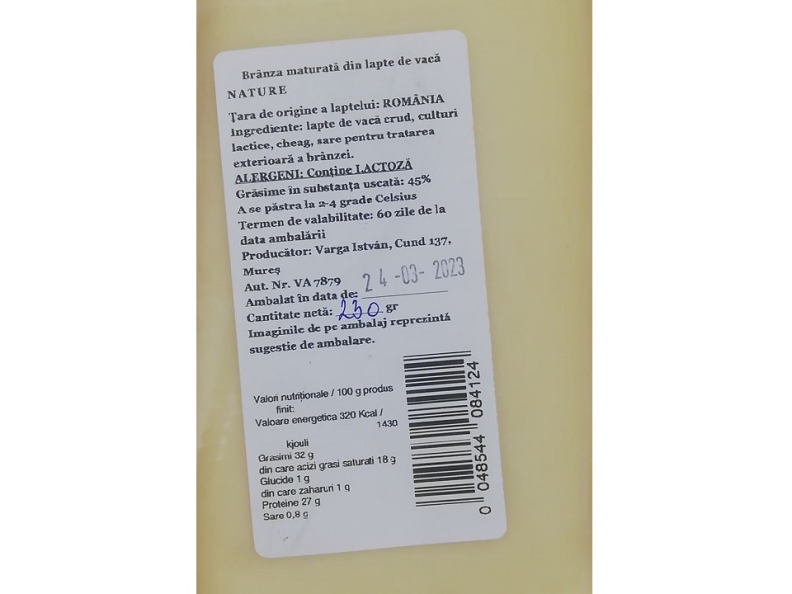 Brânza maturată din lapte de vacă
NATURE
Țara de origine a laptelui: ROMÂNIA
Ingrediente: lapte de vacă crud, culturi
lactice, cheag, sare pentru tratarea
exterioară a brânzei.
ALERGENI: Conține LACTOZĂ
Grăsime în substanța uscată: 45%
A se păstra la 2-4 grade Celsius
Termen de valabilitate: 60 zile de la
data ambalării
Producător: Varga István, Cund 137,
Mureș
Aut. Nr. VA 7879
Ambalat în data de: 24-03-2023
Cantitate netă: 230 gr
Imaginile de pe ambalaj reprezintă
sugestie de ambalare.
Valori nutriționale / 100 g produs
finit:
Valoare energetica 320 Kcal /
1430
kjouli
Grasimi 32 g
din care acizi grasi saturati 18 g
Glucide 1 g
din care zaharuri 1 g
Proteine 27 g
Sare 0,8 g
0 048544 084124